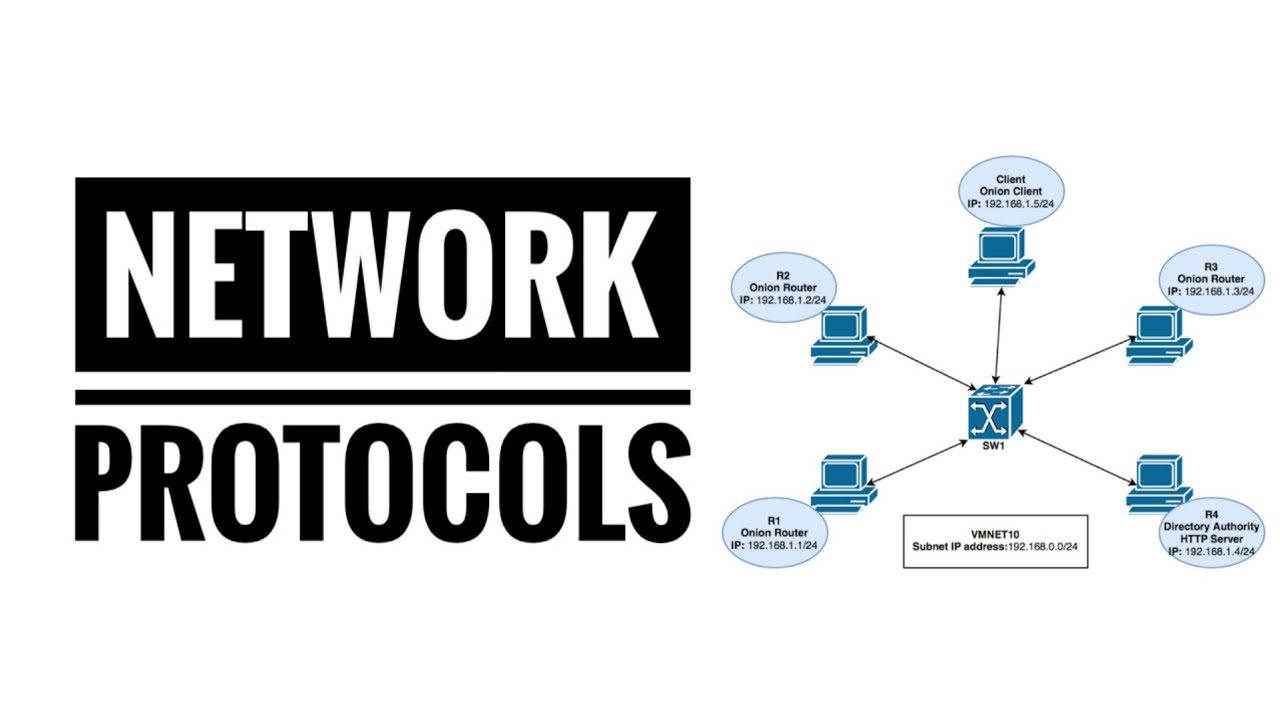 NETWORK
PROTOCOLS
Client
Onion Client
IP: 192.168.1.5/24
R2
Onion Router
IP: 192.168.1.2/24
R3
Onion Router
IP: 192.168.1.3/24
SW1
R1
Onion Router
IP: 192.168.1.1/24
VMNET10
Subnet IP address:192.168.0.0/24
R4
Directory Authority
HTTP Server
IP: 192.168.1.4/24